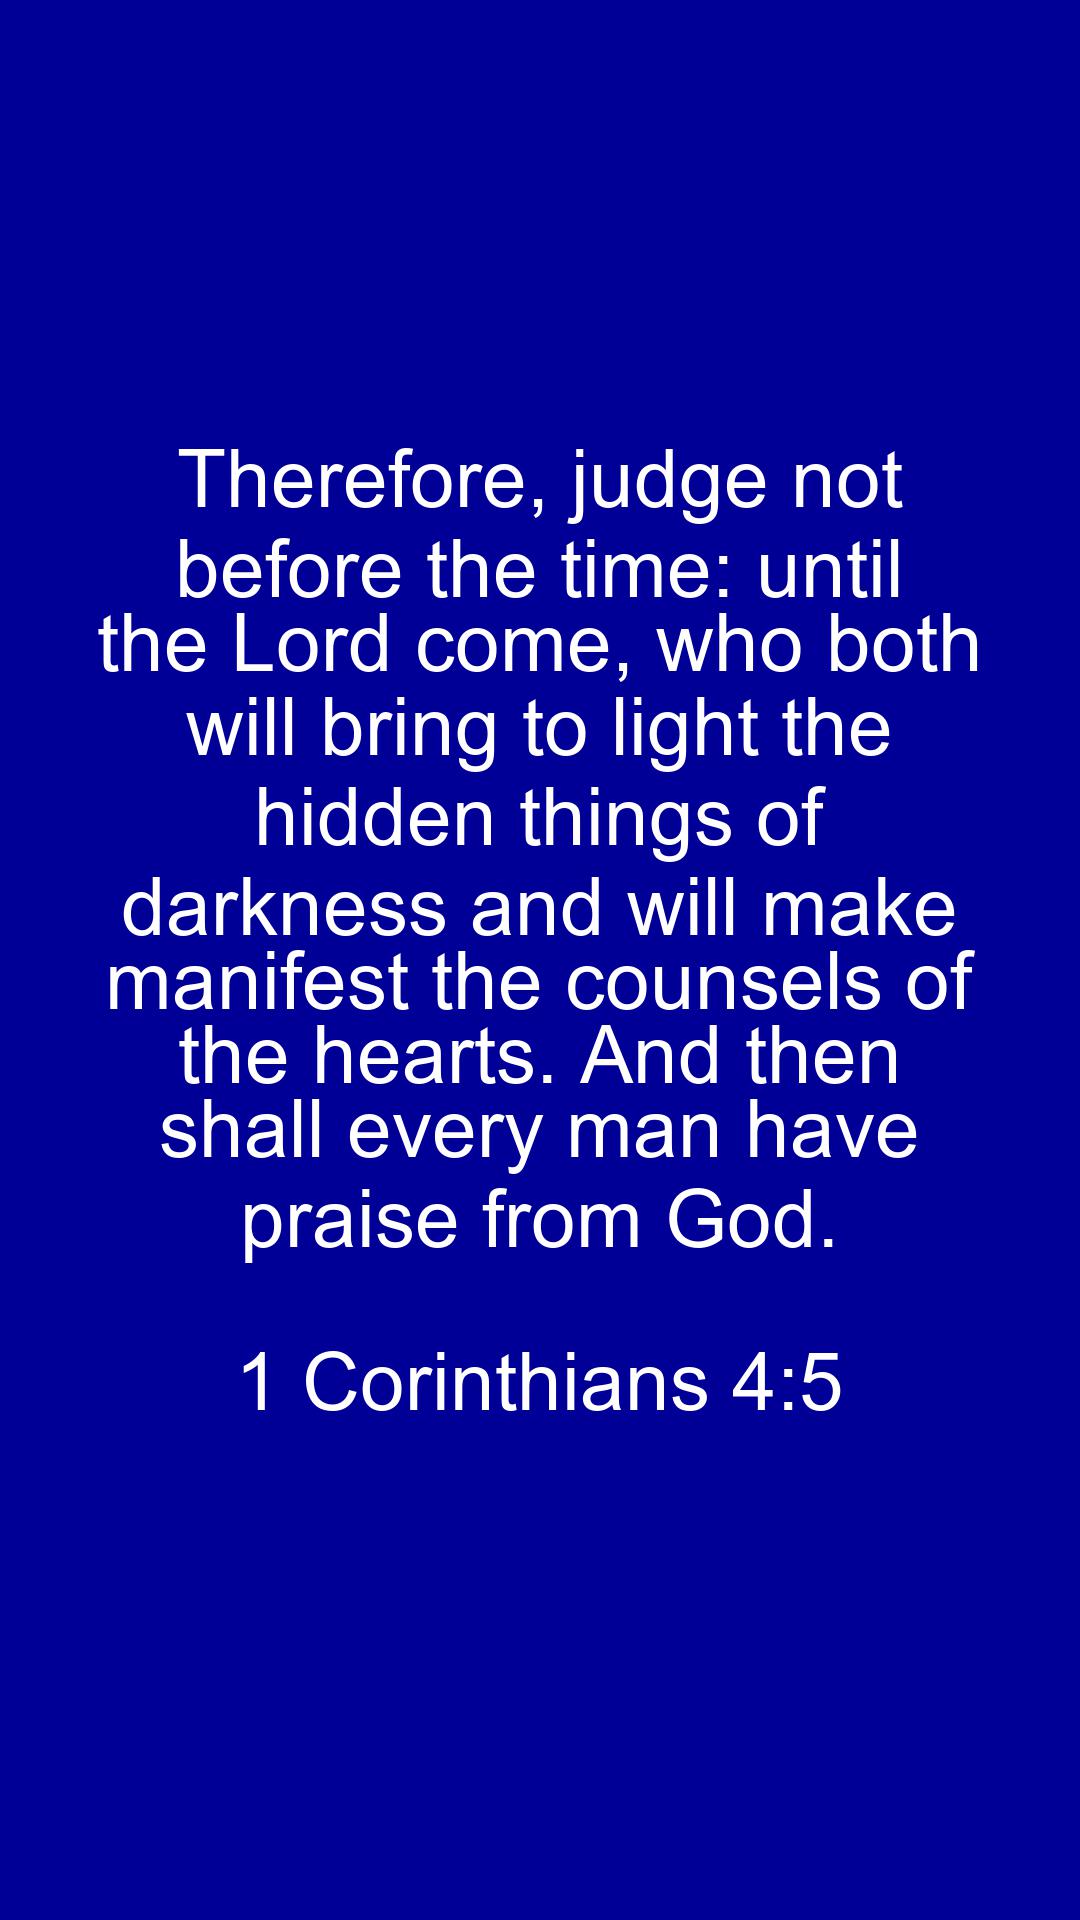 Therefore, judge not
before the time: until
the Lord come, who both
will bring to light the
hidden things of
darkness and will make
manifest the counsels of
the hearts. And then
shall every man have
praise from God.
1 Corinthians 4:5